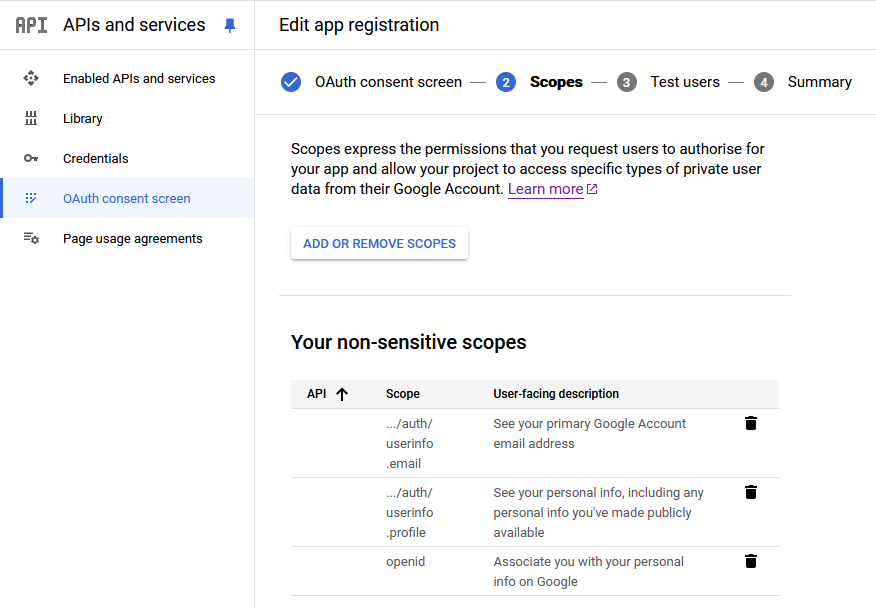 API APIs and services
Edit app registration
Enabled APIs and services
Library
Credentials
OAuth consent screen
Page usage agreements
OAuth consent screen — 2 Scopes — 3 Test users — 4 Summary
Scopes express the permissions that you request users to authorise for
your app and allow your project to access specific types of private user
data from their Google Account. Learn more
ADD OR REMOVE SCOPES
Your non-sensitive scopes
API Scope User-facing description
.../auth/
userinfo
.email
See your primary Google Account
email address
.../auth/
userinfo
.profile
See your personal info, including any
personal info you've made publicly
available
openid
Associate you with your personal
info on Google